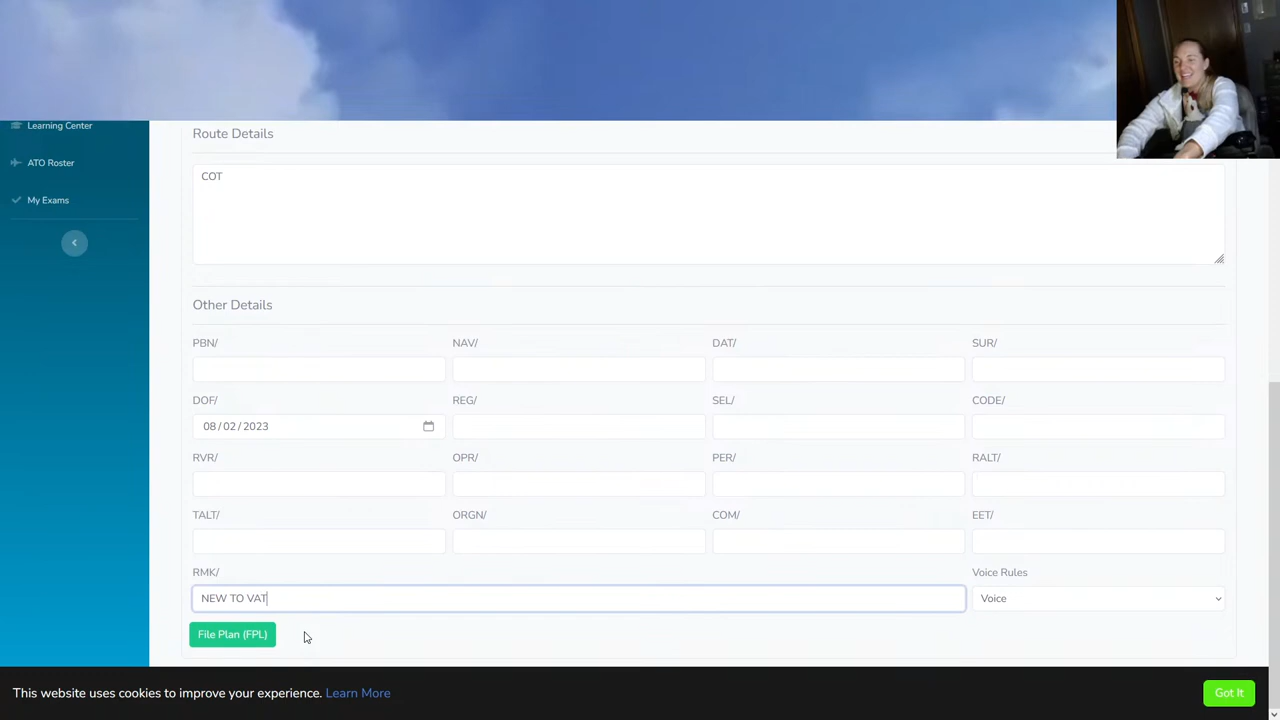 Learning Center
ATO Roster
My Exams
Route Details
COT
Other Details
PBN/ NAV/ DAT/ SUR/
DOF/ REG/ SEL/ CODE/
08/02/2023
RVR/ OPR/ PER/ RALT/
TALT/ ORGN/ COM/ EET/
RMK/ Voice Rules
NEW TO VAT Voice
File Plan (FPL)
This website uses cookies to improve your experience. Learn More Got It